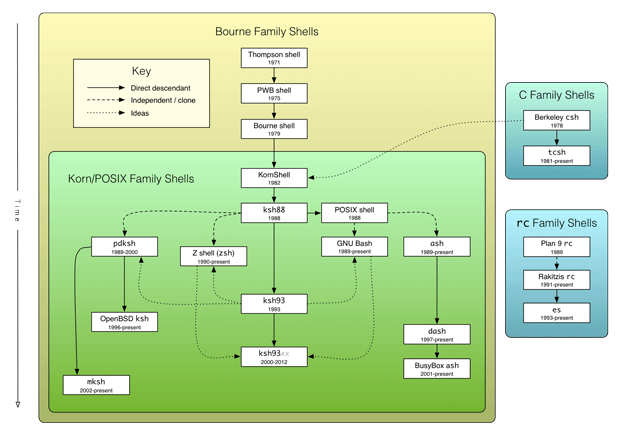 Bourne Family Shells
Thompson shell
1971
Key
Direct descendant
Independent / clone
Ideas
PWB shell
1975
Bourne shell
1979
C Family Shells
Berkeley csh
1978
tcsh
1981-present
Korn/POSIX Family Shells
KornShell
1982
ksh88
1988
POSIX shell
1988
Time
pdksh
1989-2000
Z shell (zsh)
1990-present
GNU Bash
1989-present
ash
1989-present
rc Family Shells
Plan 9 rc
1989
Rakitzis rc
1991-present
es
1993-present
ksh93
1993
OpenBSD ksh
1996-present
dash
1997-present
ksh93xx
2000-2012
BusyBox ash
2001-present
mksh
2002-present